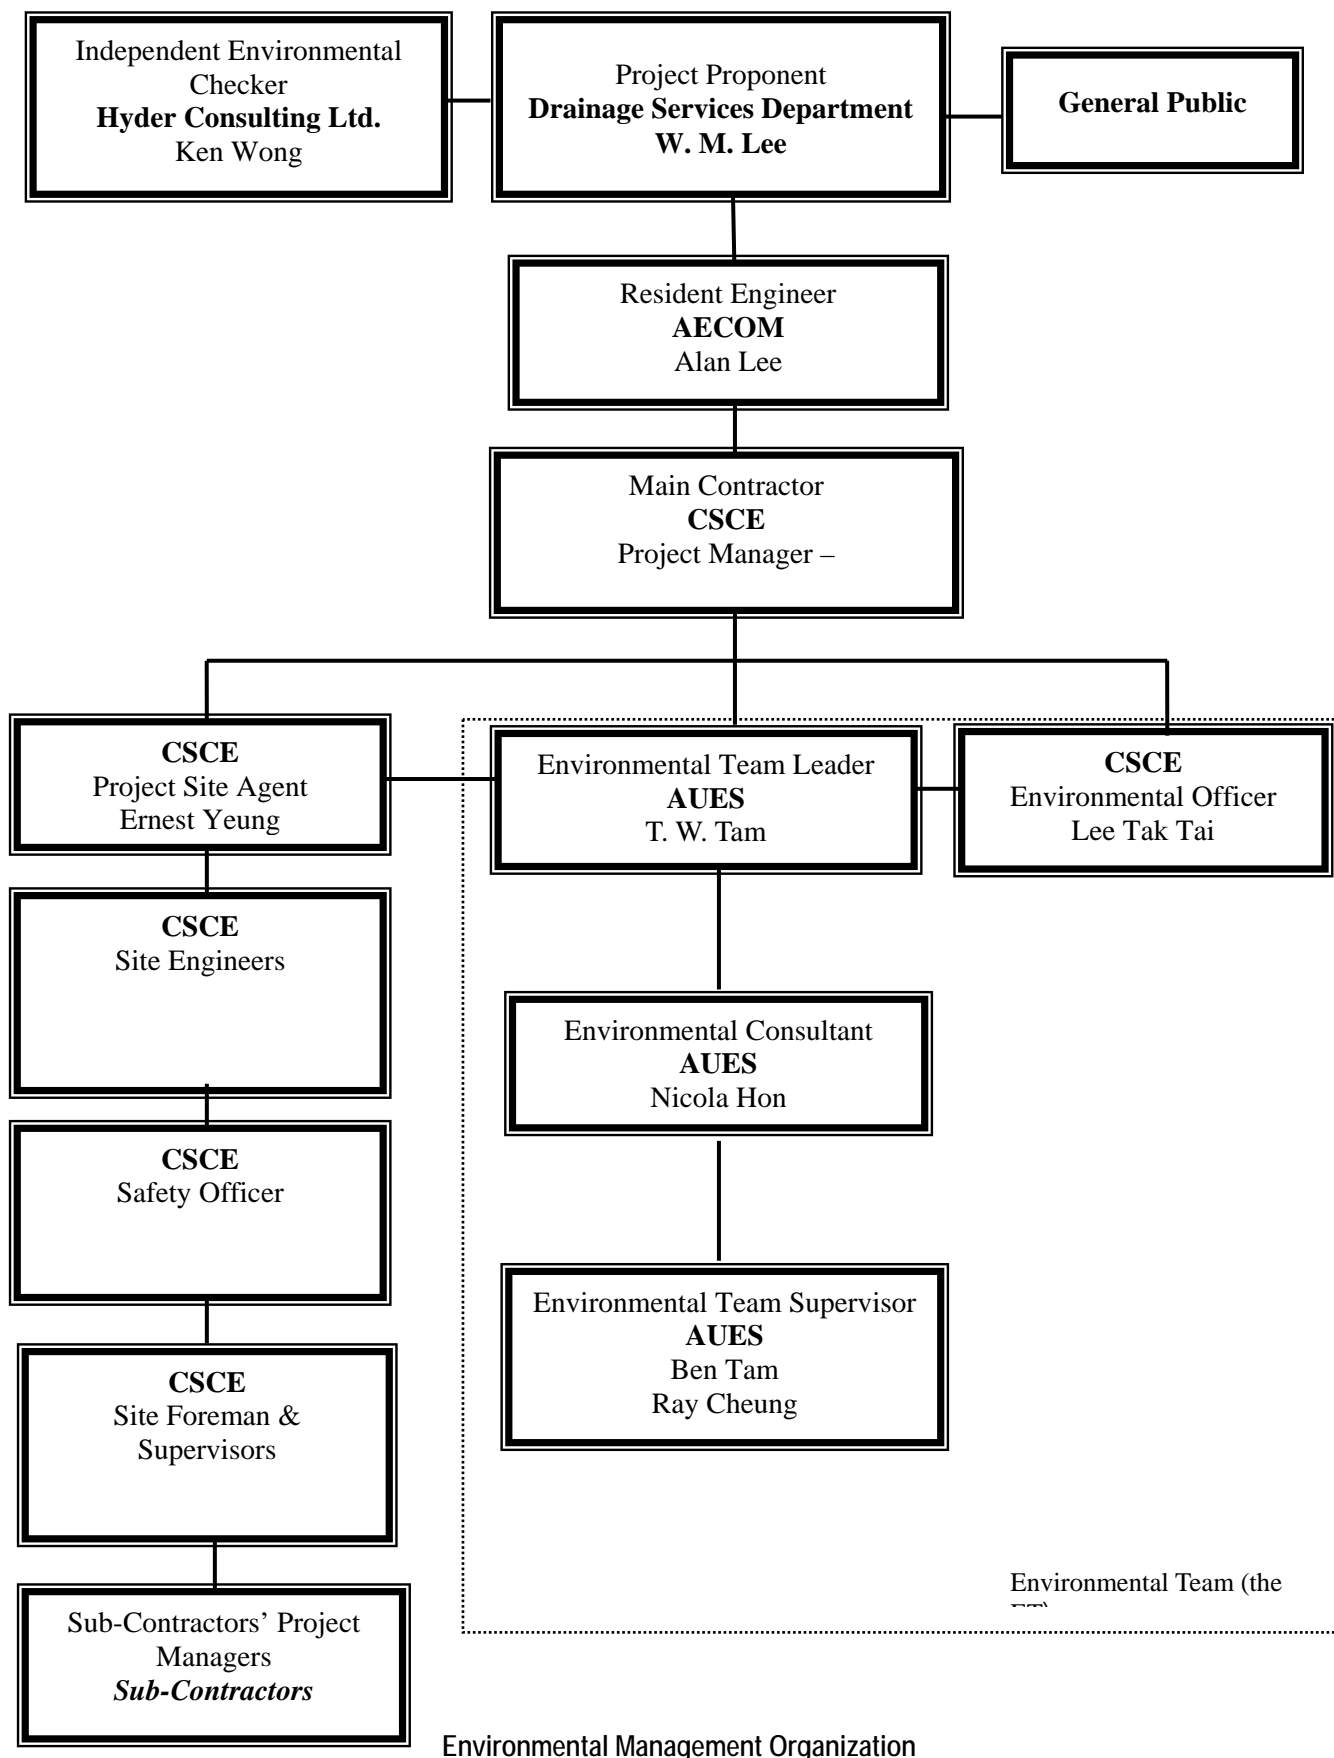 Independent Environmental
Checker
Hyder Consulting Ltd.
Ken Wong
Project Proponent
Drainage Services Department
W. M. Lee
General Public
Resident Engineer
AECOM
Alan Lee
Main Contractor
CSCE
Project Manager –
CSCE
Project Site Agent
Ernest Yeung
Environmental Team Leader
AUES
T. W. Tam
CSCE
Environmental Officer
Lee Tak Tai
CSCE
Site Engineers
Environmental Consultant
AUES
Nicola Hon
CSCE
Safety Officer
Environmental Team Supervisor
AUES
Ben Tam
Ray Cheung
CSCE
Site Foreman &
Supervisors
Environmental Team (the
Sub-Contractors’ Project
Managers
Sub-Contractors
Environmental Management Organization